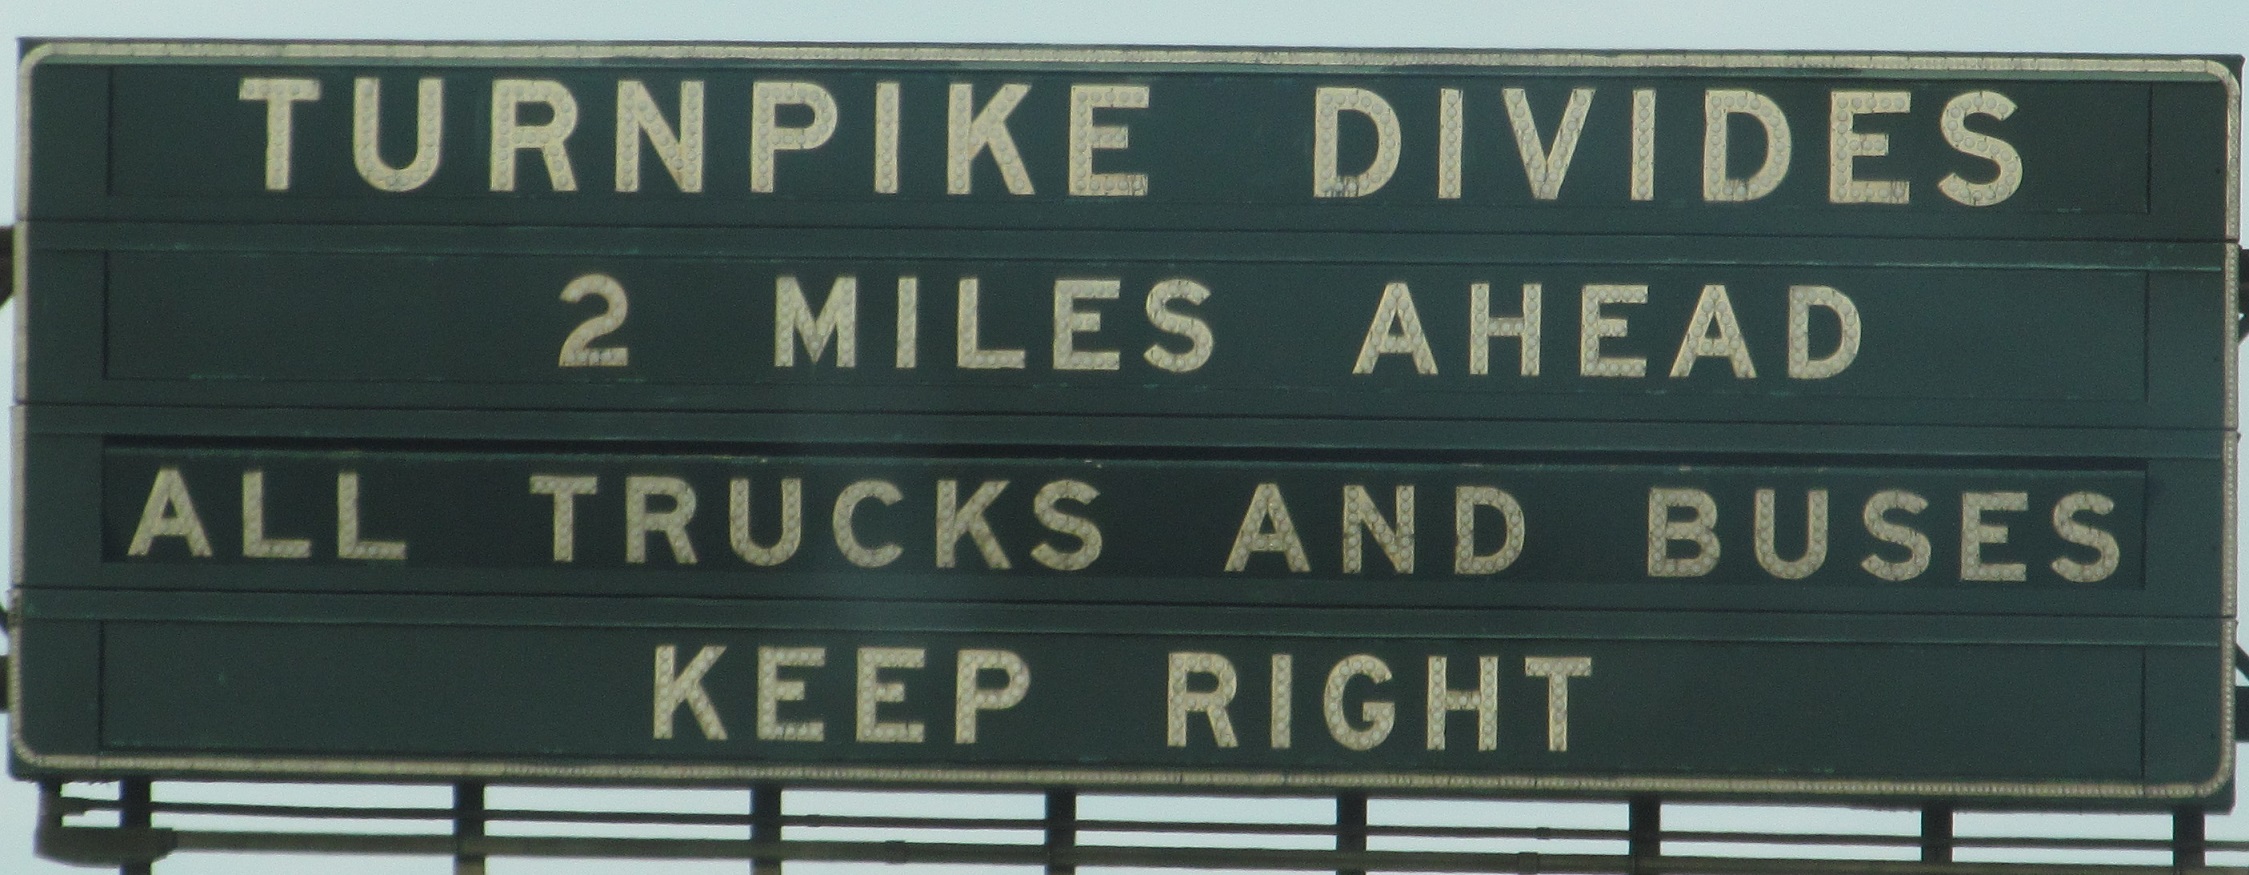 TURNPIKE DIVIDES
2 MILES AHEAD
ALL TRUCKS AND BUSES
KEEP RIGHT